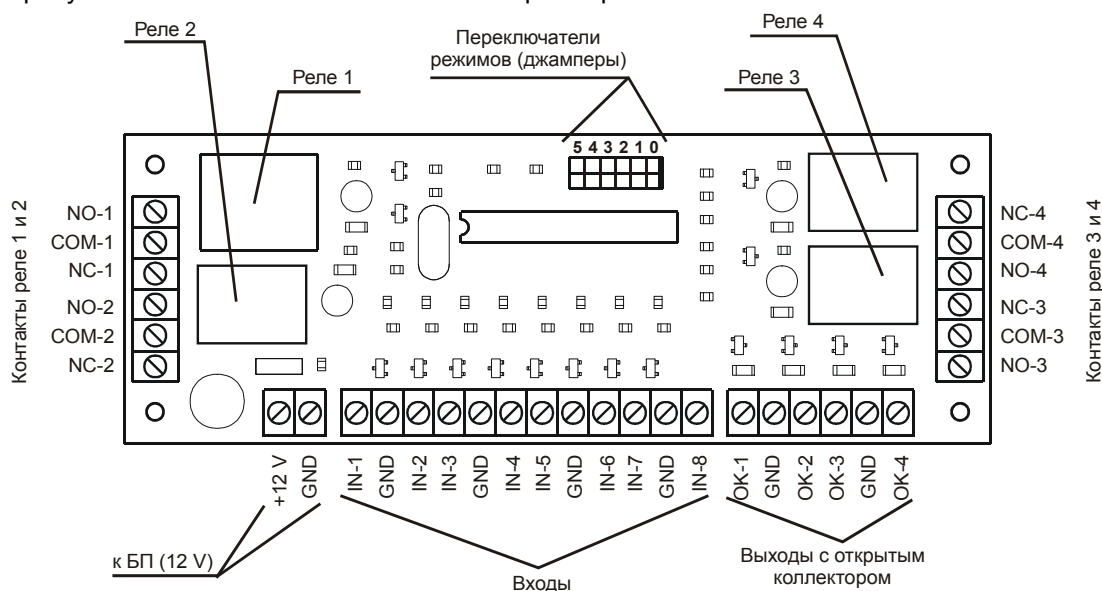 Реле 2
Реле 1
Переключатели
режимов (джамперы)
Реле 4
Реле 3
5 4 3 2 1 0
Контакты реле 1 и 2
NO-1
COM-1
NC-1
NO-2
COM-2
NC-2
NC-4
COM-4
NO-4
NC-3
COM-3
NO-3
Контакты реле 3 и 4
+12 V
GND
IN-1
GND
IN-2
IN-3
GND
IN-4
IN-5
GND
IN-6
IN-7
GND
IN-8
OK-1
GND
OK-2
OK-3
GND
OK-4
к БП (12 V)
Входы
Выходы с открытым
коллектором